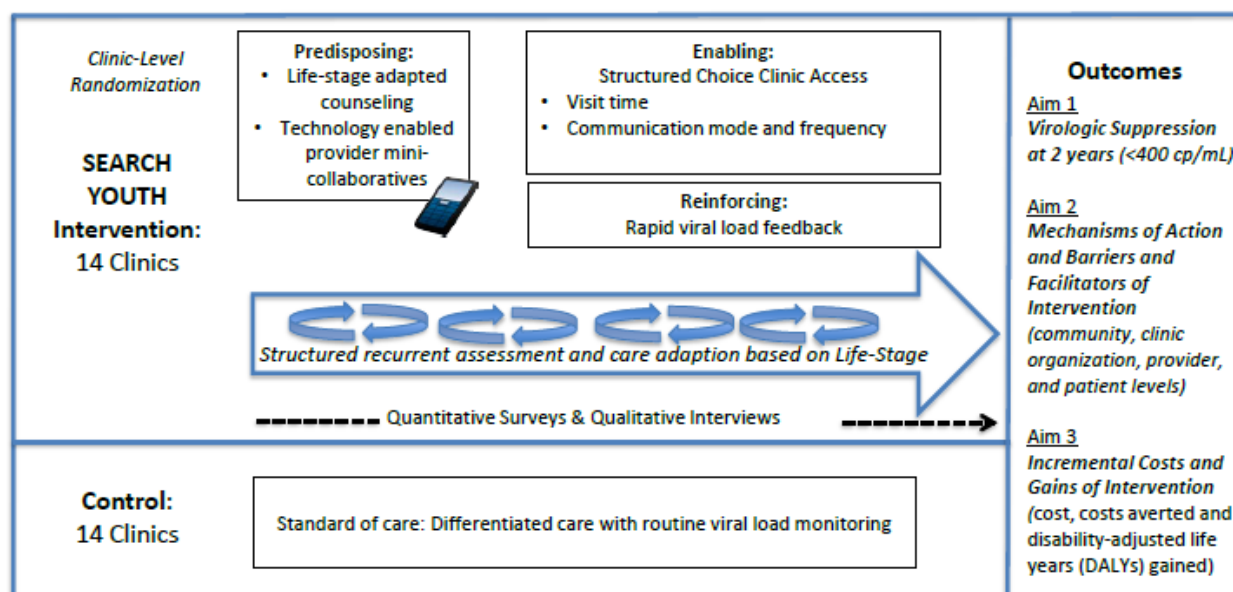 Clinic-Level
Randomization
SEARCH
YOUTH
Intervention:
14 Clinics
Predisposing:
• Life-stage adapted
counseling
• Technology enabled
provider mini-
collaboratives
Enabling:
Structured Choice Clinic Access
• Visit time
• Communication mode and frequency
Reinforcing:
Rapid viral load feedback
Structured recurrent assessment and care adaption based on Life-Stage
Quantitative Surveys & Qualitative Interviews
Control:
14 Clinics
Standard of care: Differentiated care with routine viral load monitoring
Outcomes
Aim 1
Virologic Suppression
at 2 years (<400 cp/mL)
Aim 2
Mechanisms of Action
and Barriers and
Facilitators of
Intervention
(community, clinic
organization, provider,
and patient levels)
Aim 3
Incremental Costs and
Gains of Intervention
(cost, costs averted and
disability-adjusted life
years (DALYs) gained)